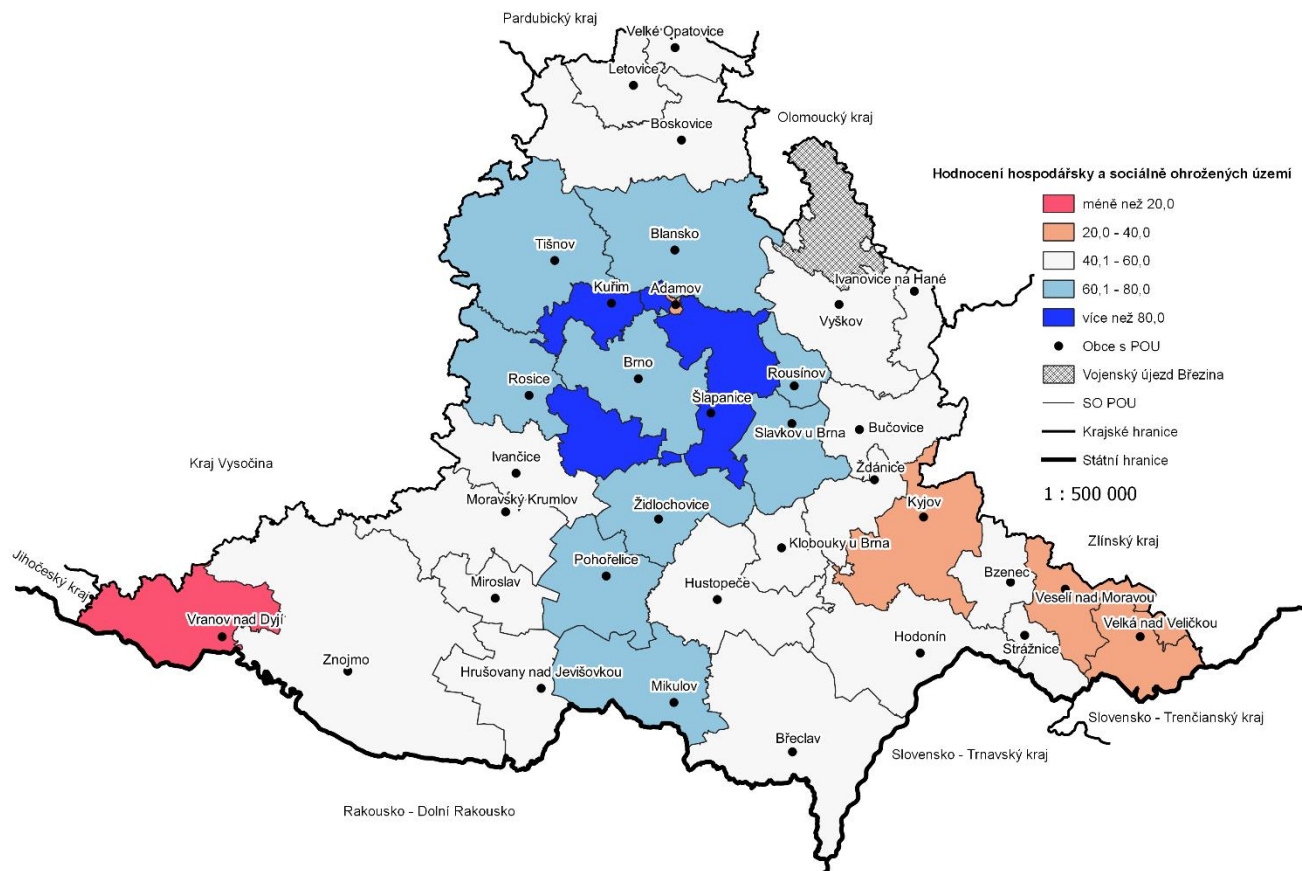 Pardubický kraj
Velké Opatovice
Letovice
Olomoucký kraj
Boskovice
Hodnocení hospodářsky a sociálně ohrožených území
méně než 20,0
20,0 - 40,0
40,1 - 60,0
60,1 - 80,0
více než 80,0
Obce s POU
Vojenský újezd Březina
SO POU
Krajské hranice
Státní hranice
1 : 500 000
Tišnov
Blansko
Ivanovice na Hané
Kuřim
Adamov
Vyškov
Brno
Rousínov
Rosice
Šlapanice
Slavkov u Brna
Bučovice
Kraj Vysočina
Ivančice
Ždánice
Moravský Krumlov
Židlochovice
Kyjov
Klobouky u Brna
Zlínský kraj
Jihočeský kraj
Pohořelice
Miroslav
Hustopeče
Bzenec
Veselí nad Moravou
Vranov nad Dyjí
Velká nad Veličkou
Znojmo
Hodonín
Strážnice
Hrušovany nad Jevišovkou
Mikulov
Slovensko - Trenčianský kraj
Břeclav
Slovensko - Trnavský kraj
Rakousko - Dolní Rakousko